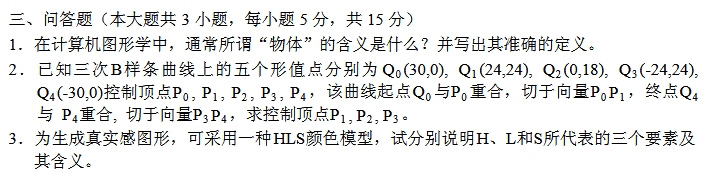 三、问答题（本大题共 3 小题，每小题 5 分，共 15 分）
1．在计算机图形学中，通常所谓“物体”的含义是什么？并写出其准确的定义。
2．已知三次B样条曲线上的五个形值点分别为 Q₀(30,0), Q₁(24,24), Q₂(0,18), Q₃(-24,24),
Q₄(-30,0)控制顶点P₀, P₁, P₂, P₃, P₄，该曲线起点Q₀与P₀重合，切于向量P₀P₁，终点Q₄
与 P₄重合, 切于向量P₃P₄，求控制顶点P₁, P₂, P₃。
3．为生成真实感图形，可采用一种HLS颜色模型，试分别说明H、L和S所代表的三个要素及
其含义。